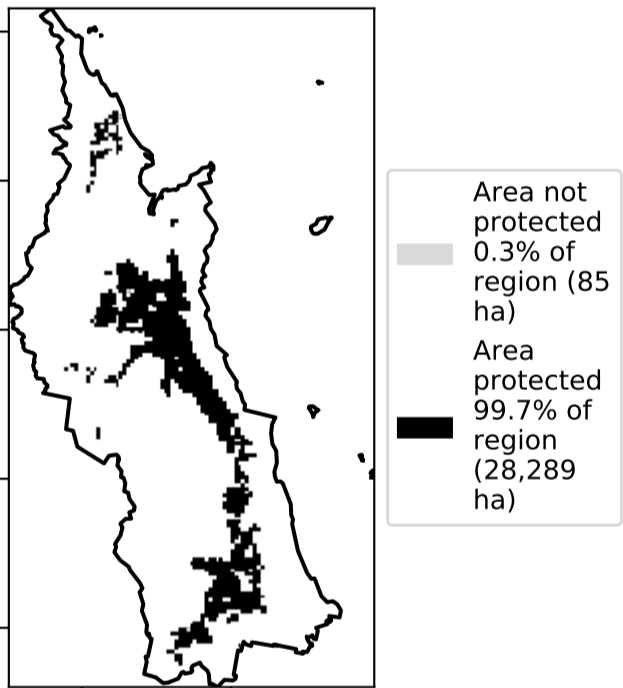 Area not
protected
0.3% of
region (85
ha)
Area
protected
99.7% of
region
(28,289
ha)